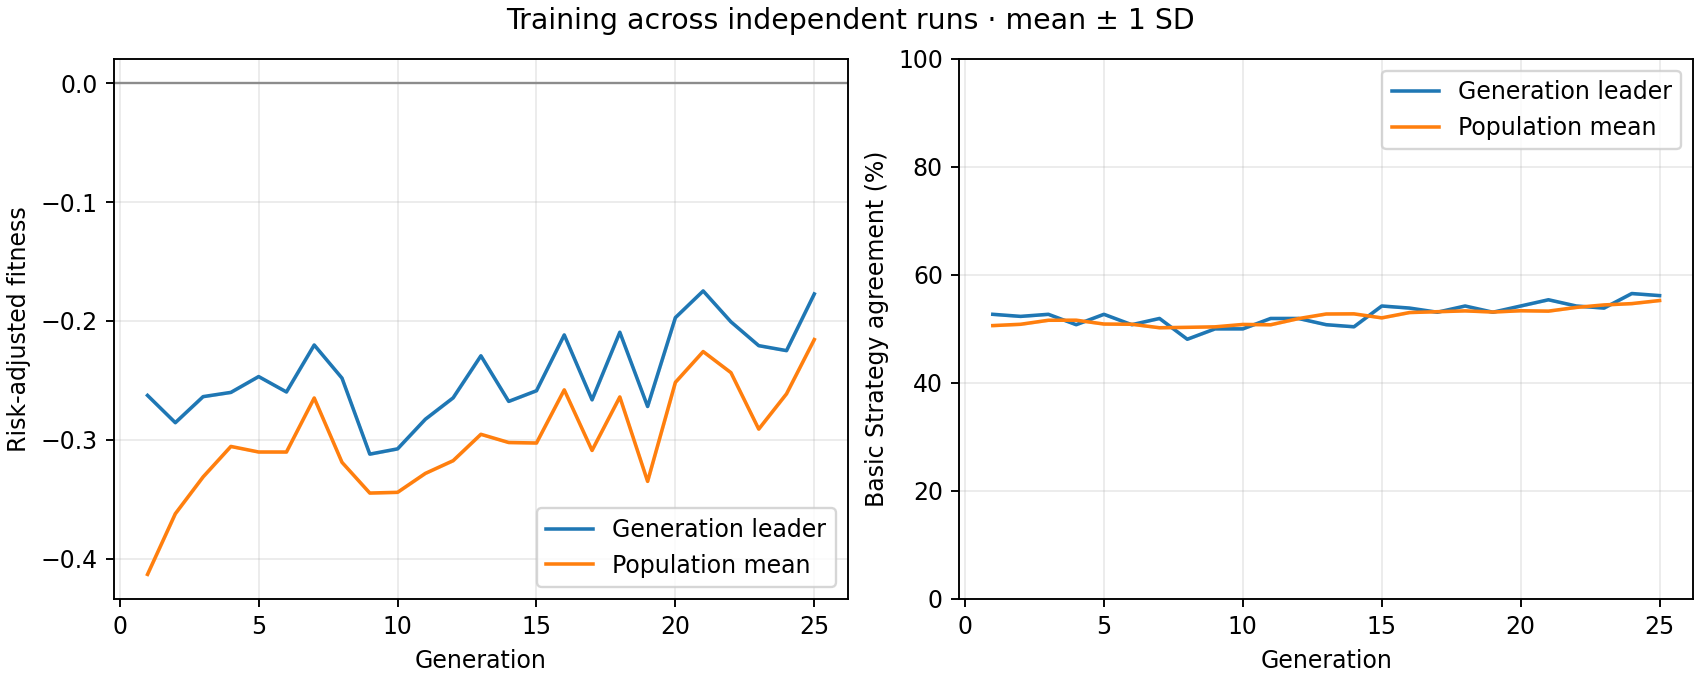 Training across independent runs · mean ± 1 SD
Risk-adjusted fitness
0.0
−0.1
−0.2
−0.3
−0.4
0
5
10
15
20
25
Generation
Generation leader
Population mean
Basic Strategy agreement (%)
100
80
60
40
20
0
0
5
10
15
20
25
Generation
Generation leader
Population mean